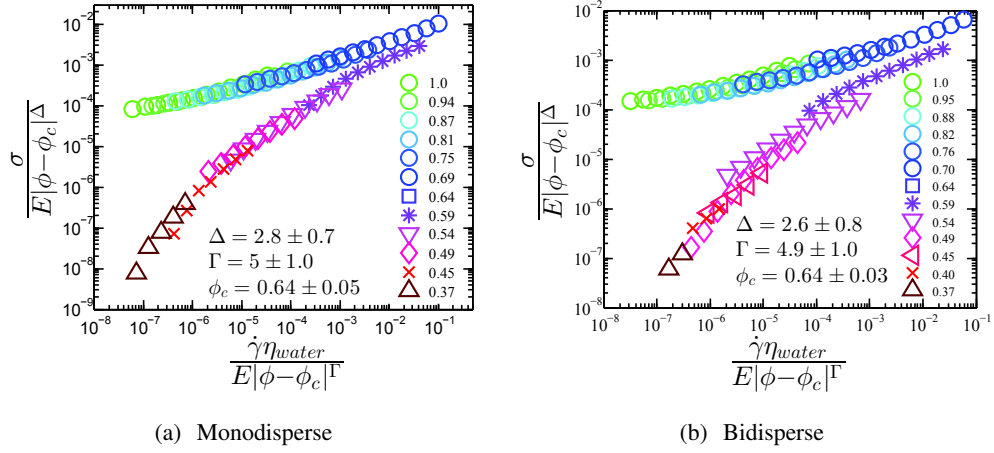 10⁻²
10⁻³
10⁻⁴
10⁻⁵
10⁻⁶
10⁻⁷
10⁻⁸
10⁻⁹
σ
E|ϕ−ϕc|^Δ
1.0
0.94
0.87
0.81
0.75
0.69
0.64
0.59
0.54
0.49
0.45
0.37
Δ = 2.8 ± 0.7
Γ = 5 ± 1.0
ϕc = 0.64 ± 0.05
10⁻⁸ 10⁻⁷ 10⁻⁶ 10⁻⁵ 10⁻⁴ 10⁻³ 10⁻² 10⁻¹
γ̇ηwater
E|ϕ−ϕc|^Γ
(a) Monodisperse
10⁻²
10⁻³
10⁻⁴
10⁻⁵
10⁻⁶
10⁻⁷
10⁻⁸
σ
E|ϕ−ϕc|^Δ
1.0
0.95
0.88
0.82
0.76
0.70
0.64
0.59
0.54
0.49
0.45
0.40
0.37
Δ = 2.6 ± 0.8
Γ = 4.9 ± 1.0
ϕc = 0.64 ± 0.03
10⁻⁸ 10⁻⁷ 10⁻⁶ 10⁻⁵ 10⁻⁴ 10⁻³ 10⁻² 10⁻¹
γ̇ηwater
E|ϕ−ϕc|^Γ
(b) Bidisperse